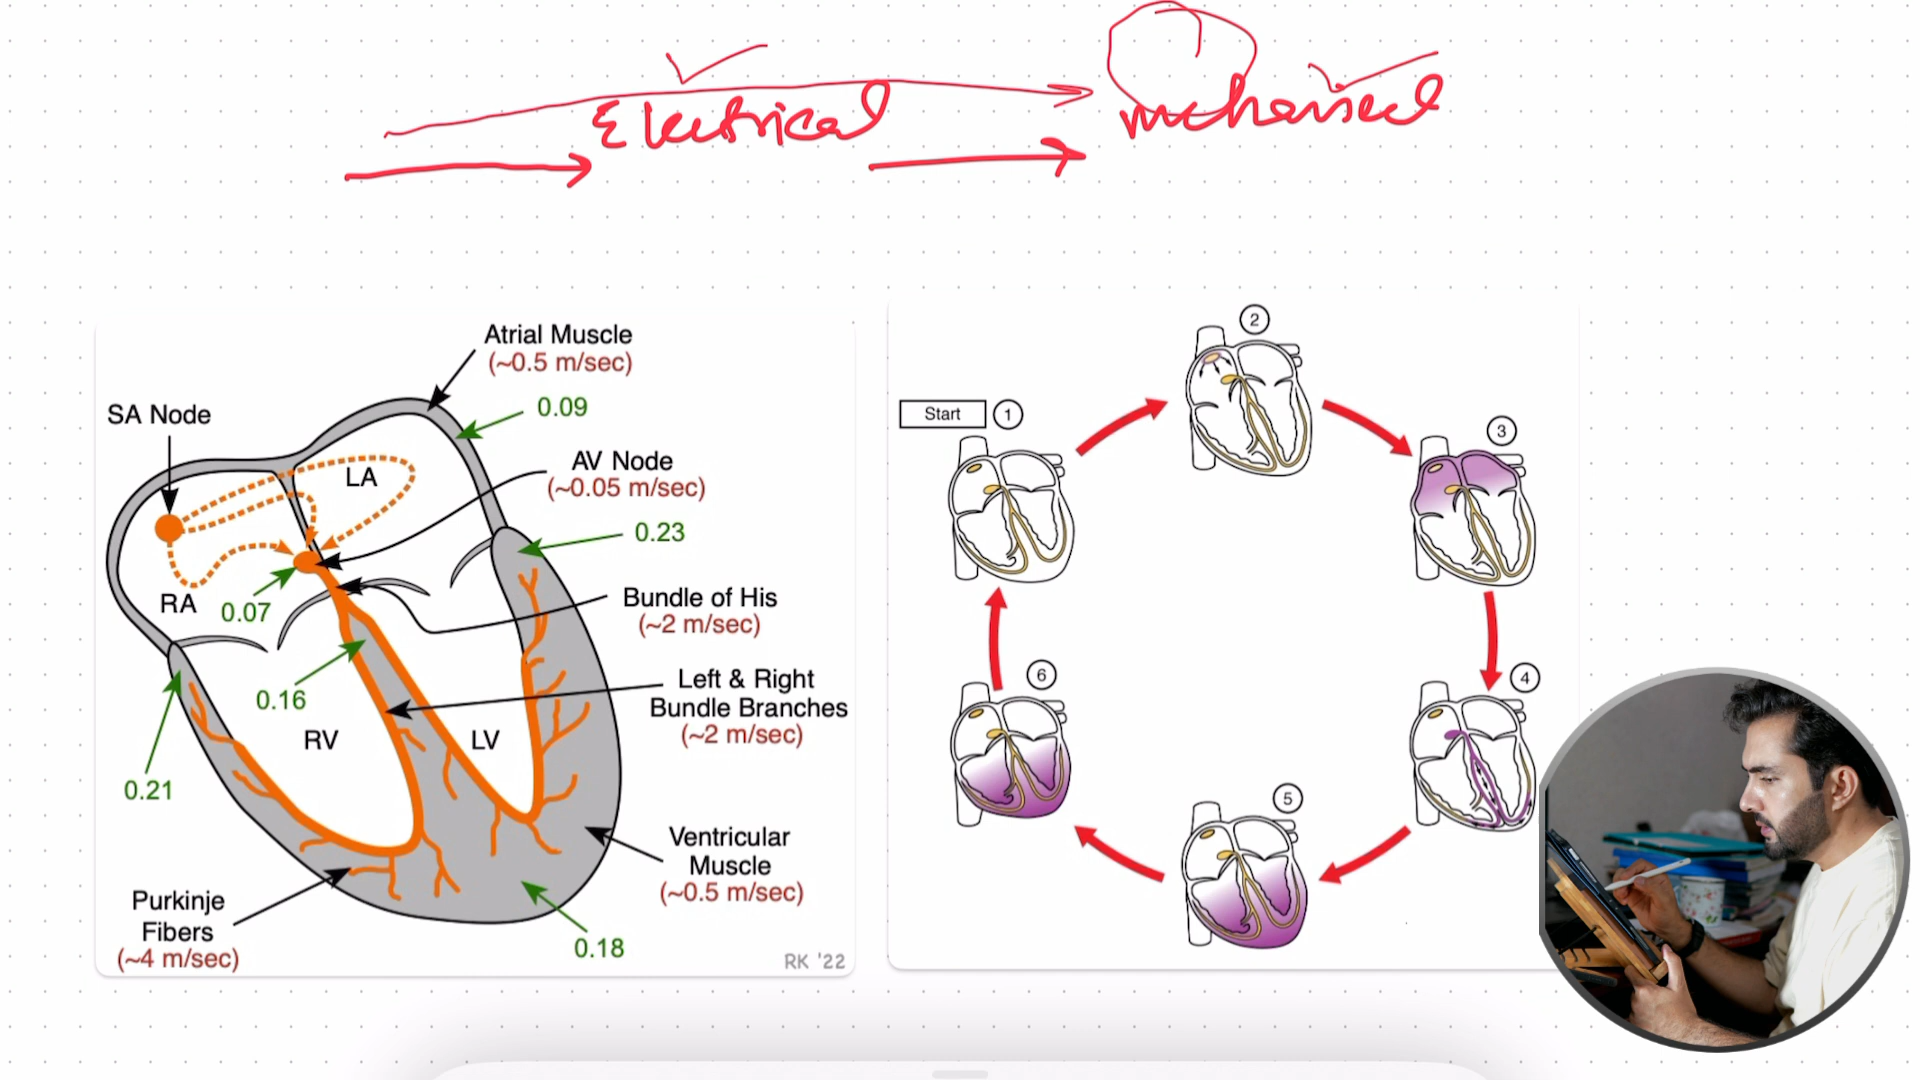 Electrical
mchanical
Atrial Muscle
(~0.5 m/sec)
0.09
SA Node
LA
AV Node
(~0.05 m/sec)
0.23
RA
0.07
Bundle of His
(~2 m/sec)
0.16
Left & Right
Bundle Branches
(~2 m/sec)
RV
LV
0.21
Ventricular
Muscle
(~0.5 m/sec)
Purkinje
Fibers
(~4 m/sec)
0.18
RK '22
Start
1
2
3
4
5
6